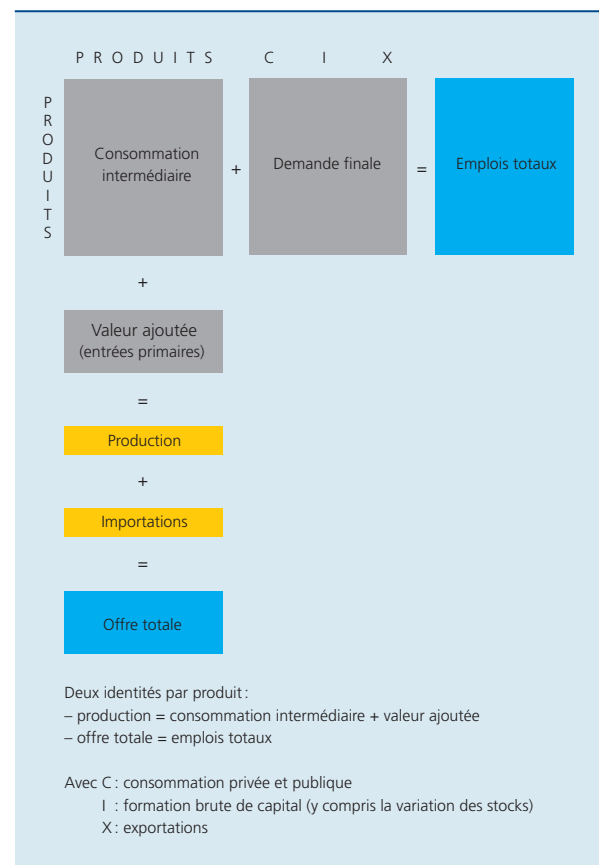 PRODUITS C I X
PRODUITS
Consommation
intermédiaire
+
Demande finale
=
Emplois totaux
+
Valeur ajoutée
(entrées primaires)
=
Production
+
Importations
=
Offre totale
Deux identités par produit :
– production = consommation intermédiaire + valeur ajoutée
– offre totale = emplois totaux
Avec C : consommation privée et publique
I : formation brute de capital (y compris la variation des stocks)
X : exportations